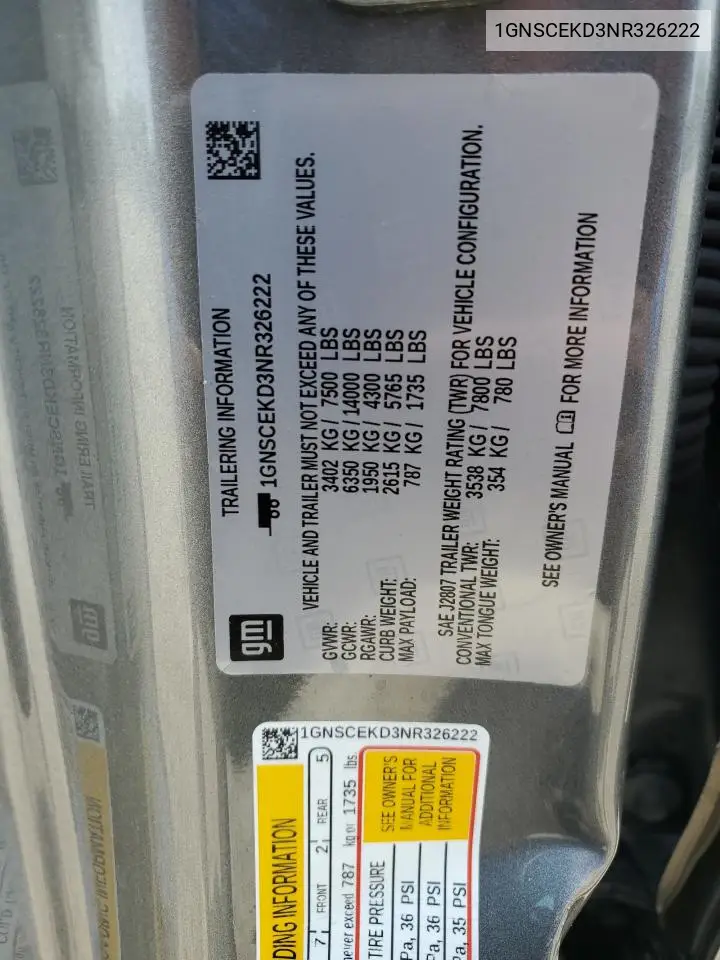 1GNSCEKD3NR326222
TRAILERING INFORMATION
1GNSCEKD3NR326222
gm
VEHICLE AND TRAILER MUST NOT EXCEED ANY OF THESE VALUES.
GVWR: 3402 KG / 7500 LBS
GCWR: 6350 KG / 14000 LBS
RGAWR: 1950 KG / 4300 LBS
CURB WEIGHT: 2615 KG / 5765 LBS
MAX PAYLOAD: 787 KG / 1735 LBS
SAE J2807 TRAILER WEIGHT RATING (TWR) FOR VEHICLE CONFIGURATION.
CONVENTIONAL TWR: 3538 KG / 7800 LBS
MAX TONGUE WEIGHT: 354 KG / 780 LBS
SEE OWNER'S MANUAL FOR MORE INFORMATION
1GNSCEKD3NR326222
DING INFORMATION
7 FRONT 2 REAR 5
never exceed 787 kg or 1735 lbs
TIRE PRESSURE
Pa, 36 PSI
Pa, 36 PSI
Pa, 35 PSI
SEE OWNER'S
MANUAL FOR
ADDITIONAL
INFORMATION